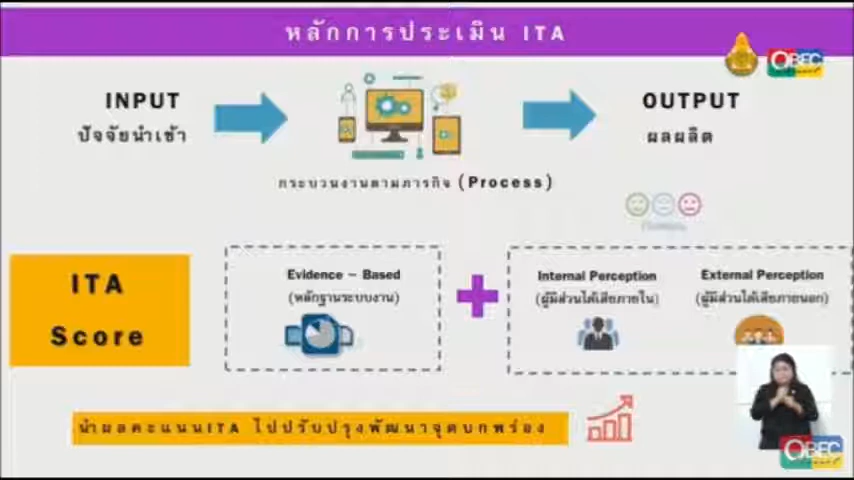 หลักการประเมิน ITA
OBEC
INPUT
ปัจจัยนำเข้า
OUTPUT
ผลผลิต
กระบวนงานตามภารกิจ (Process)
ITA
Score
Evidence – Based
(หลักฐานระบบงาน)
Internal Perception
(ผู้มีส่วนได้เสียภายใน)
External Perception
(ผู้มีส่วนได้เสียภายนอก)
นำผลคะแนนITA ไปปรับปรุงพัฒนาจุดบกพร่อง
OBEC